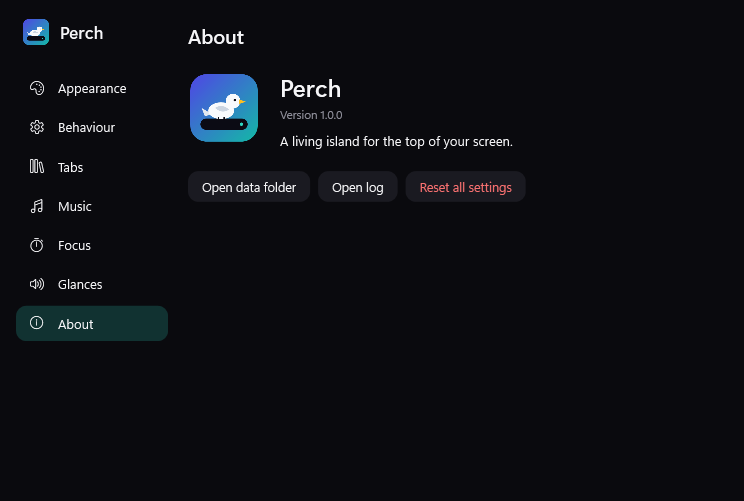 Perch
About
Appearance
Behaviour
Tabs
Music
Focus
Glances
About
Perch
Version 1.0.0
A living island for the top of your screen.
Open data folder
Open log
Reset all settings